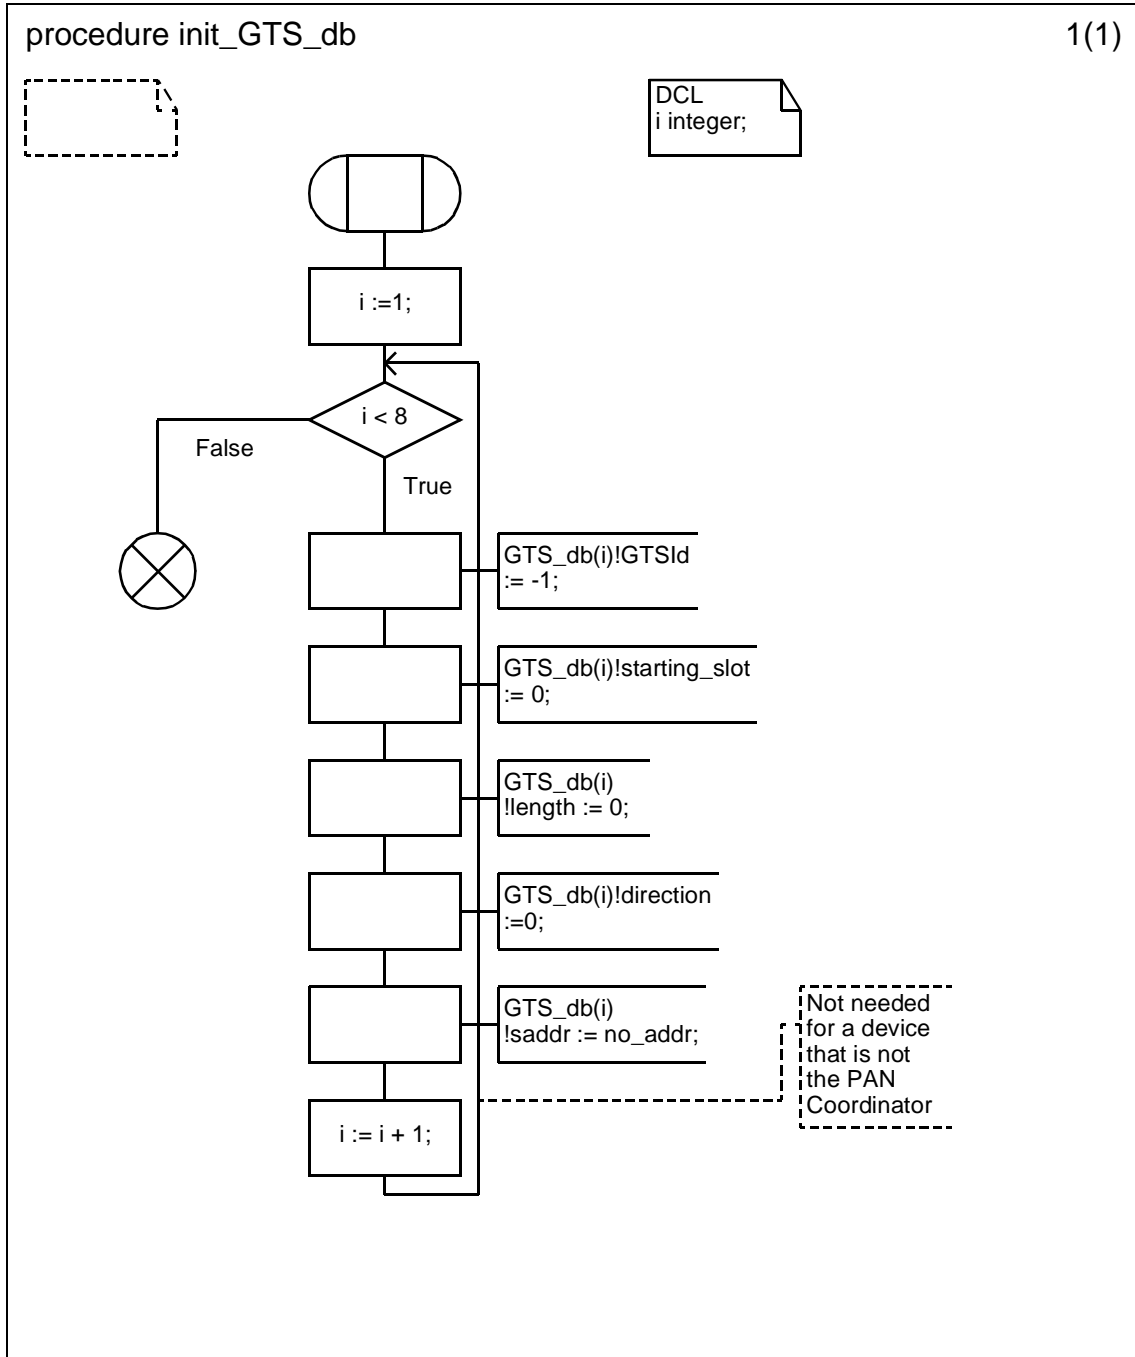 procedure init_GTS_db
1(1)
DCL
i integer;
i :=1;
i < 8
False
True
GTS_db(i)!GTSId
:= -1;
GTS_db(i)!starting_slot
:= 0;
GTS_db(i)
!length := 0;
GTS_db(i)!direction
:=0;
GTS_db(i)
!saddr := no_addr;
Not needed
for a device
that is not
the PAN
Coordinator
i := i + 1;